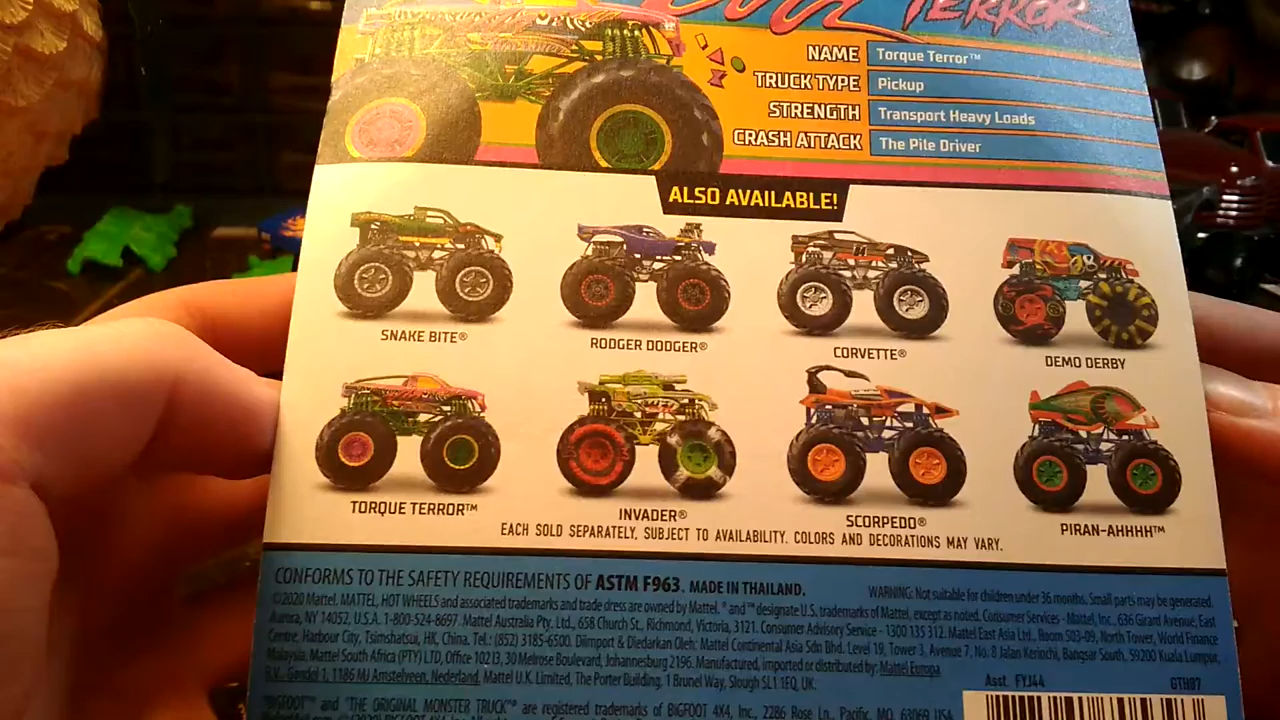 TERROR
NAME Torque Terror™
TRUCK TYPE Pickup
STRENGTH Transport Heavy Loads
CRASH ATTACK The Pile Driver
ALSO AVAILABLE!
SNAKE BITE® RODGER DODGER® CORVETTE® DEMO DERBY
TORQUE TERROR™ INVADER® SCORPEDO® PIRAN-AHHHH™
EACH SOLD SEPARATELY, SUBJECT TO AVAILABILITY. COLORS AND DECORATIONS MAY VARY.
CONFORMS TO THE SAFETY REQUIREMENTS OF ASTM F963. MADE IN THAILAND. WARNING: Not suitable for children under 36 months. Small parts may be generated.
©2020 Mattel. MATTEL, HOT WHEELS and associated trademarks and trade dress are owned by Mattel. ® and ™ designate U.S. trademarks of Mattel, except as noted. Consumer Services - Mattel, Inc., 636 Girard Avenue, East
Aurora, NY 14052, U.S.A. 1-800-524-8697. Mattel Australia Pty. Ltd., 658 Church St., Richmond, Victoria, 3121. Consumer Advisory Service - 1300 135 312. Mattel East Asia Ltd., Room 503-09, North Tower, World Finance
Centre, Harbour City, Tsimshatsui, HK, China. Tel.: (852) 3185-6500. Diimport & Diedarkan Oleh: Mattel Continental Asia Sdn Bhd. Level 19, Tower 3, Avenue 7, No. 8 Jalan Kerinchi, Bangsar South, 59200 Kuala Lumpur,
Malaysia. Mattel South Africa (PTY) LTD, Office 102I3, 30 Melrose Boulevard, Johannesburg 2196. Manufactured, imported or distributed by: Mattel Europa
B.V., Gondel 1, 1186 MJ Amstelveen, Nederland. Mattel U.K. Limited, The Porter Building, 1 Brunel Way, Slough SL1 1FQ, UK.
Asst. FYJ44 GTH87
"BIGFOOT"® and "THE ORIGINAL MONSTER TRUCK"® are registered trademarks of BIGFOOT 4X4, Inc., 2286 Rose Ln., Pacific, MO 63069 USA